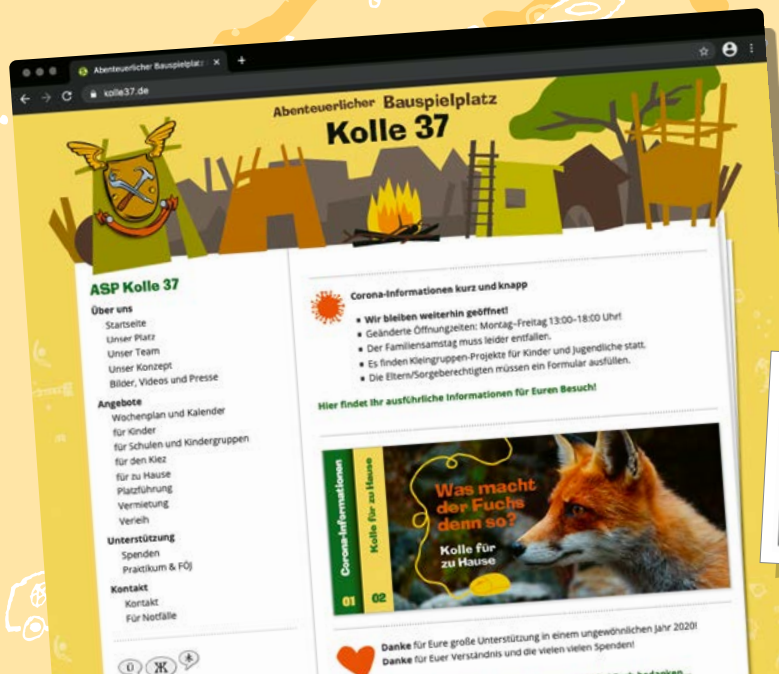 Abenteuerlicher Bauspielplatz
kolle37.de
Abenteuerlicher Bauspielplatz
Kolle 37
ASP Kolle 37
Über uns
Startseite
Unser Platz
Unser Team
Unser Konzept
Bilder, Videos und Presse
Angebote
Wochenplan und Kalender
für Kinder
für Schulen und Kindergruppen
für den Kiez
für zu Hause
Platzführung
Vermietung
Verleih
Unterstützung
Spenden
Praktikum & FÖJ
Kontakt
Kontakt
Für Notfälle
Corona-Informationen kurz und knapp
▪ Wir bleiben weiterhin geöffnet!
▪ Geänderte Öffnungzeiten: Montag–Freitag 13:00–18:00 Uhr!
▪ Der Familiensamstag muss leider entfallen.
▪ Es finden Kleingruppen-Projekte für Kinder und Jugendliche statt.
▪ Die Eltern/Sorgeberechtigten müssen ein Formular ausfüllen.
Hier findet Ihr ausführliche Informationen für Euren Besuch!
01 Corona-Informationen
02 Kolle für zu Hause
Was macht
der Fuchs
denn so?
Kolle für
zu Hause
Danke für Eure große Unterstützung in einem ungewöhnlichen Jahr 2020!
Danke für Euer Verständnis und die vielen vielen Spenden!